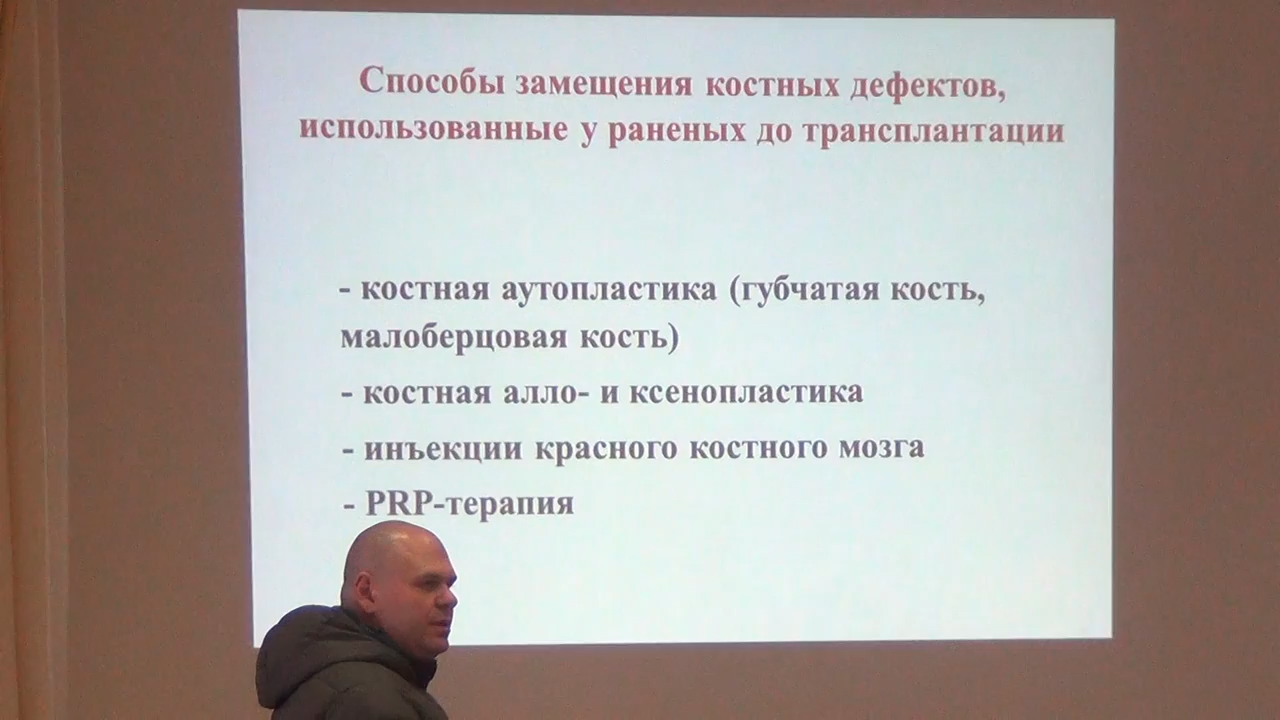 Способы замещения костных дефектов,
использованные у раненых до трансплантации
- костная аутопластика (губчатая кость,
малоберцовая кость)
- костная алло- и ксенопластика
- инъекции красного костного мозга
- PRP-терапия